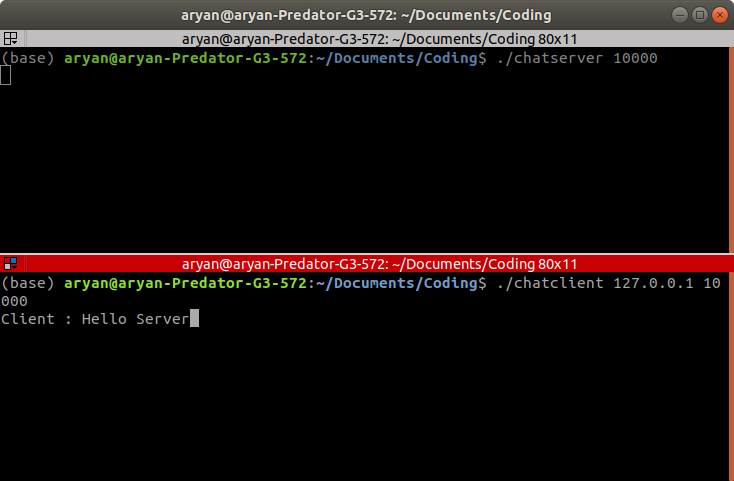 aryan@aryan-Predator-G3-572: ~/Documents/Coding
aryan@aryan-Predator-G3-572: ~/Documents/Coding 80x11
(base) aryan@aryan-Predator-G3-572:~/Documents/Coding$ ./chatserver 10000
aryan@aryan-Predator-G3-572: ~/Documents/Coding 80x11
(base) aryan@aryan-Predator-G3-572:~/Documents/Coding$ ./chatclient 127.0.0.1 10
000
Client : Hello Server